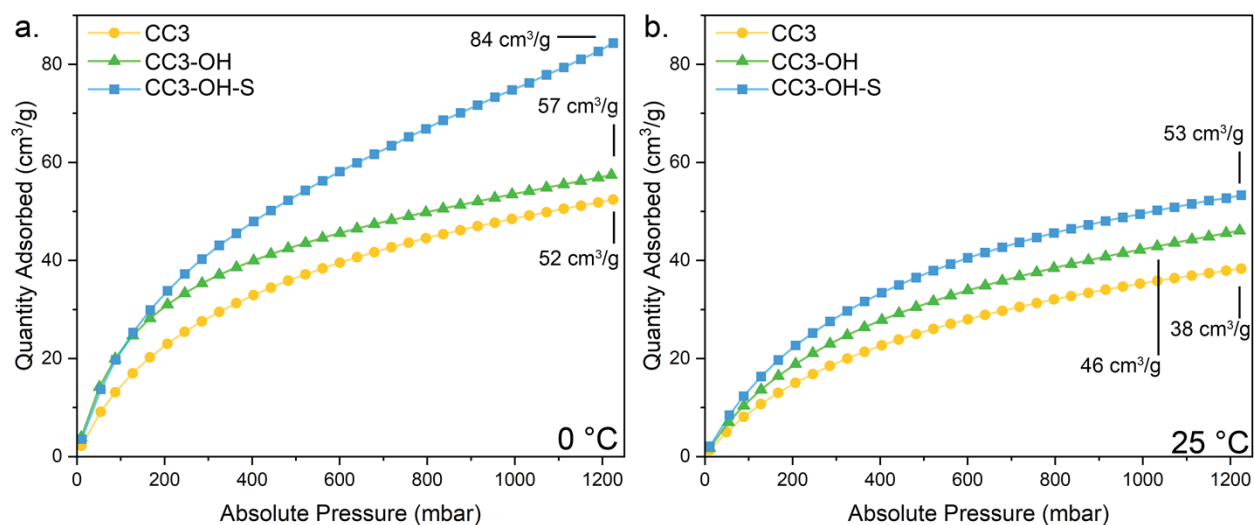 a.
CC3
CC3-OH
CC3-OH-S
84 cm³/g
57 cm³/g
52 cm³/g
0 °C
Quantity Adsorbed (cm³/g)
0
20
40
60
80
0
200
400
600
800
1000
1200
Absolute Pressure (mbar)
b.
CC3
CC3-OH
CC3-OH-S
53 cm³/g
38 cm³/g
46 cm³/g
25 °C
Quantity Adsorbed (cm³/g)
0
20
40
60
80
0
200
400
600
800
1000
1200
Absolute Pressure (mbar)